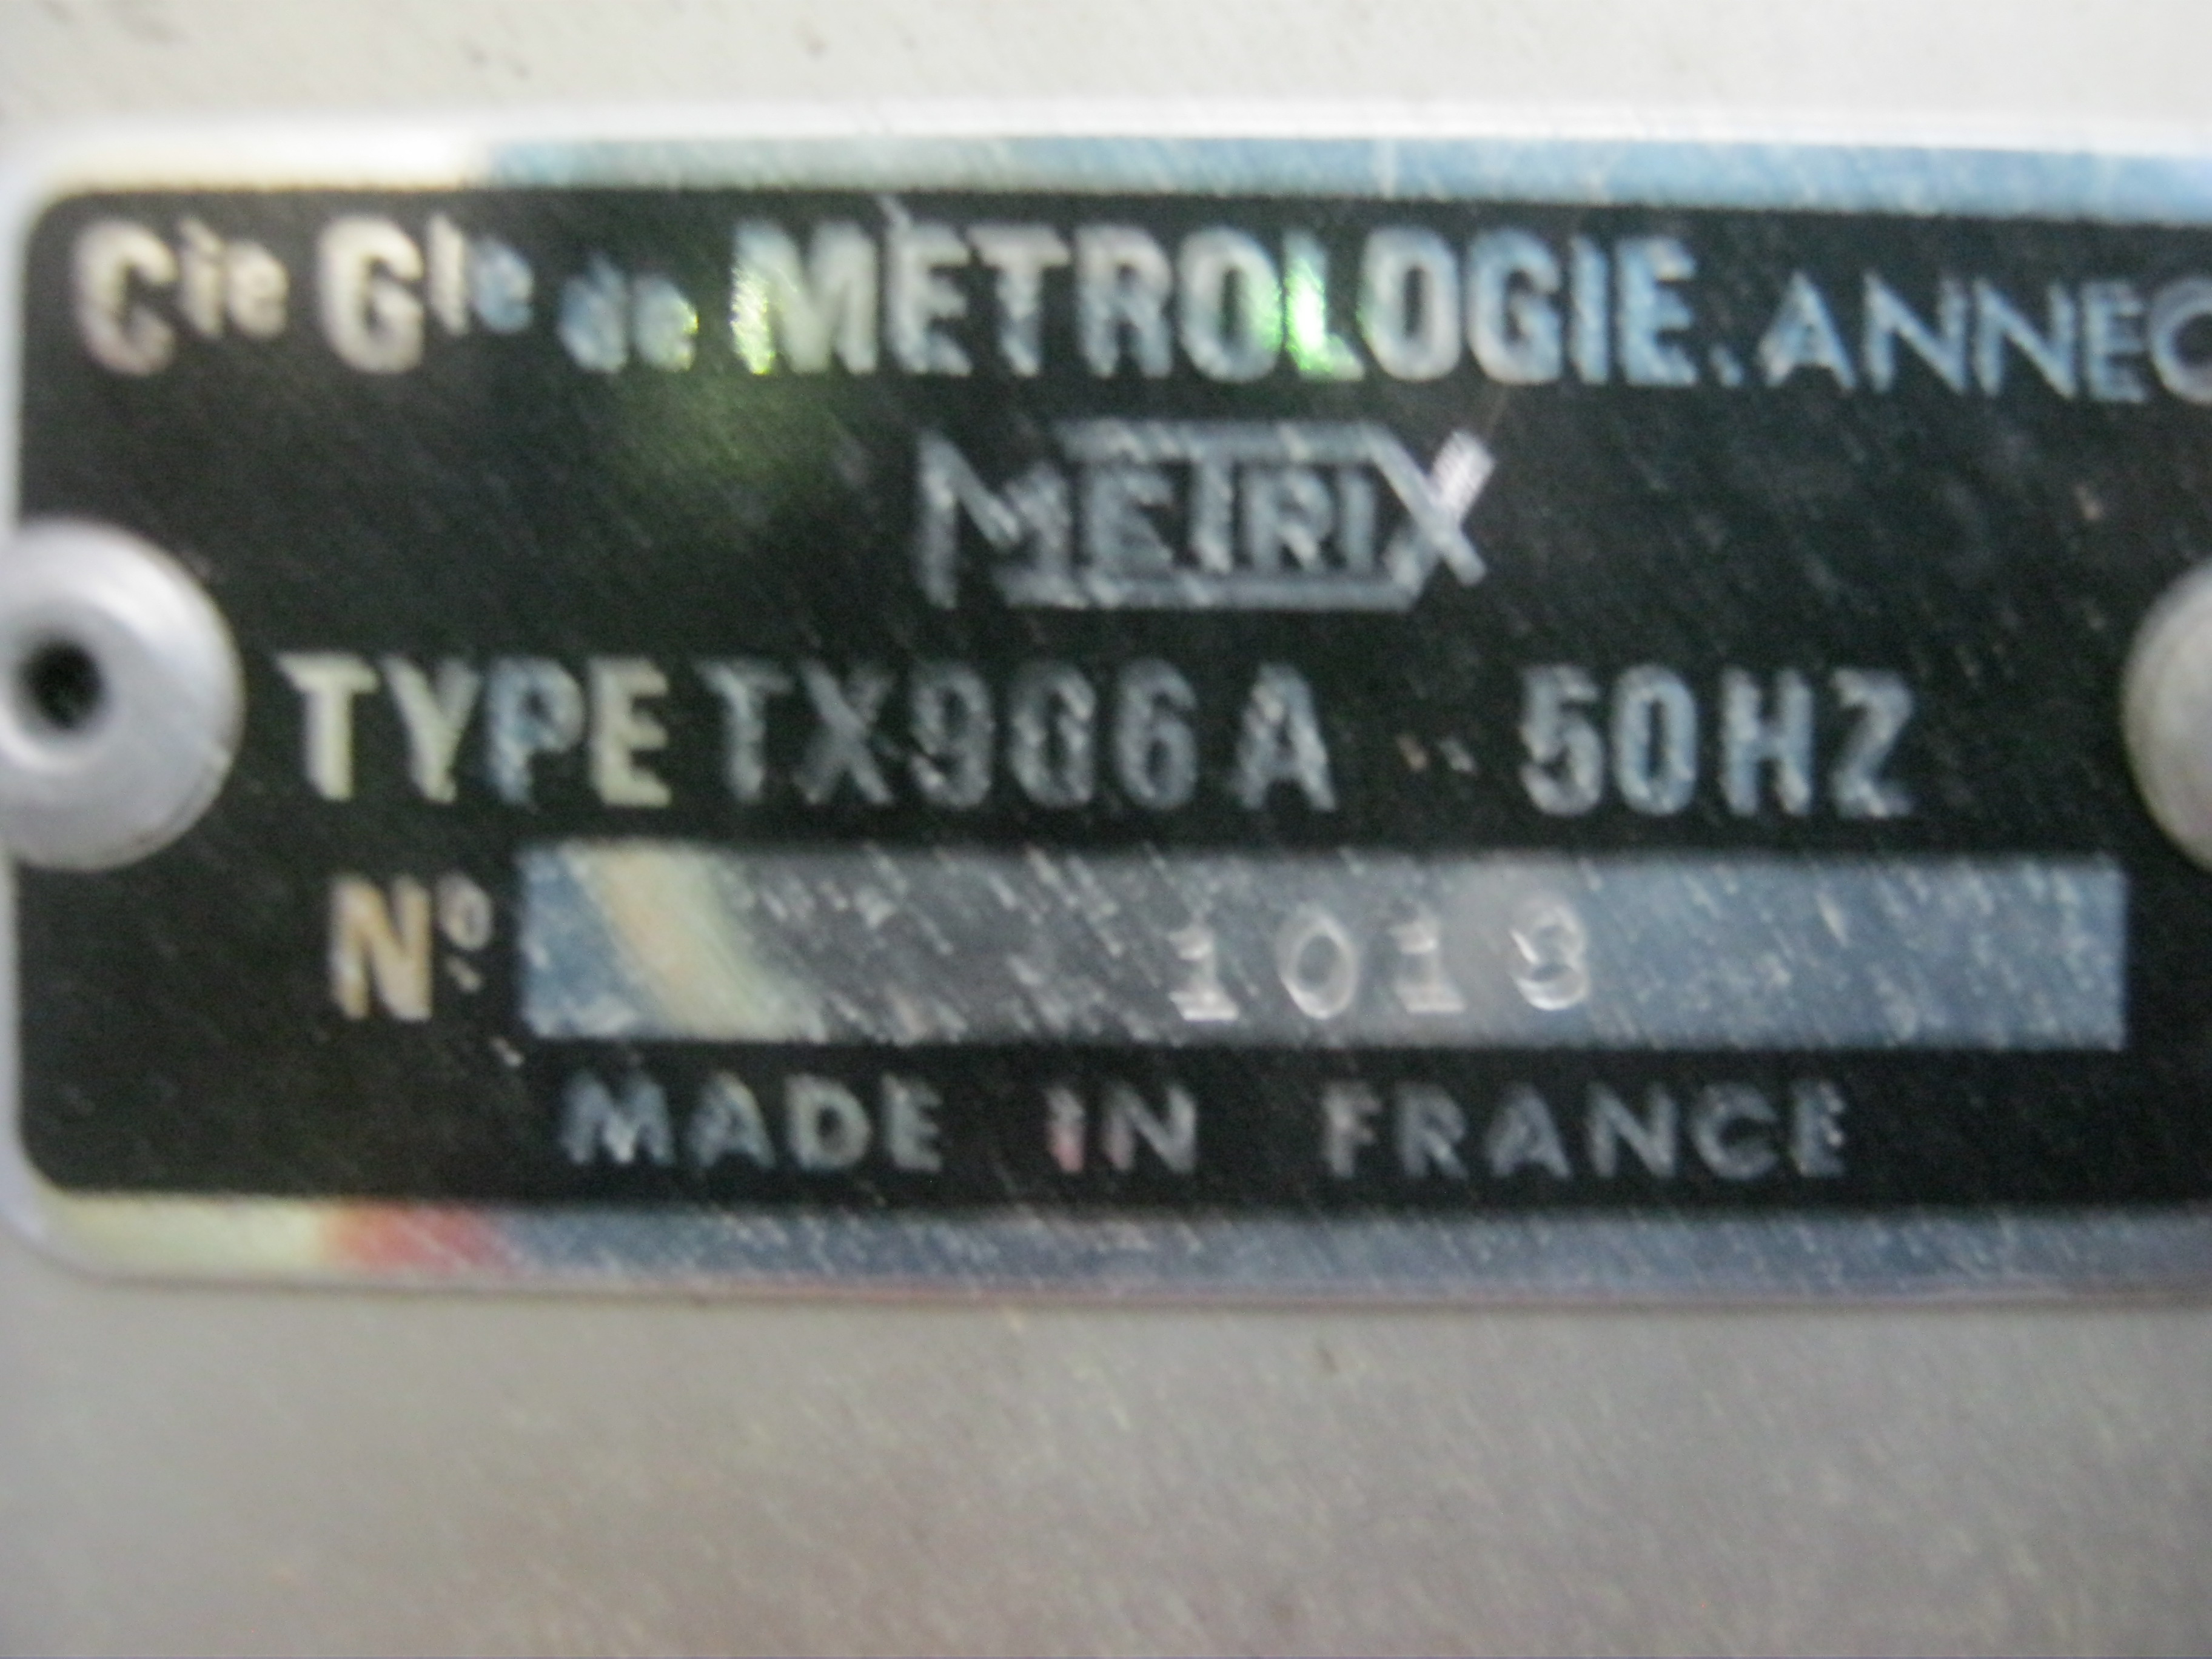 Cie Gle de METROLOGIE. ANNEC
METRIX
TYPE TX906A 50HZ
Nº 1018
MADE IN FRANCE